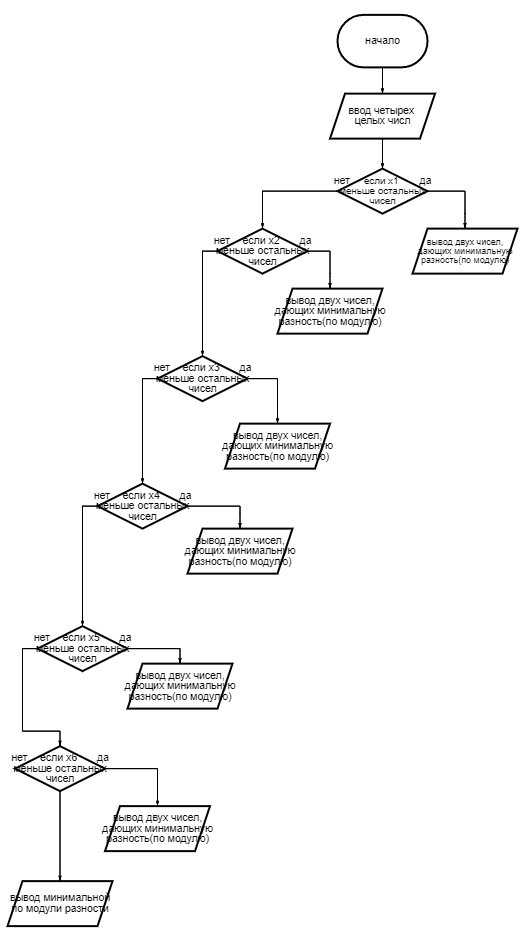 начало
ввод четырех
целых числ
нет
если x1
да
меньше остальных
чисел
вывод двух чисел,
дающих минимальную
разность(по модулю)
нет
если x2
да
меньше остальных
чисел
вывод двух чисел,
дающих минимальную
разность(по модулю)
нет
если x3
да
меньше остальных
чисел
вывод двух чисел,
дающих минимальную
разность(по модулю)
нет
если x4
да
меньше остальных
чисел
вывод двух чисел,
дающих минимальную
разность(по модулю)
нет
если x5
да
меньше остальных
чисел
вывод двух чисел,
дающих минимальную
разность(по модулю)
нет
если x6
да
меньше остальных
чисел
вывод двух чисел,
дающих минимальную
разность(по модулю)
вывод минимальной
по модули разности